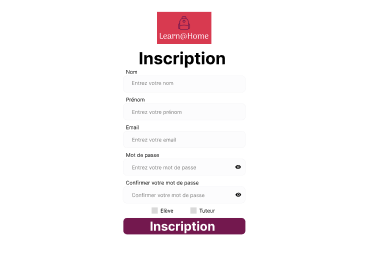 Learn@Home
Inscription
Nom
Entrez votre nom
Prénom
Entrez votre prénom
Email
Entrez votre email
Mot de passe
Entrez votre mot de passe
Confirmer votre mot de passe
Confirmer votre mot de passe
Elève Tuteur
Inscription